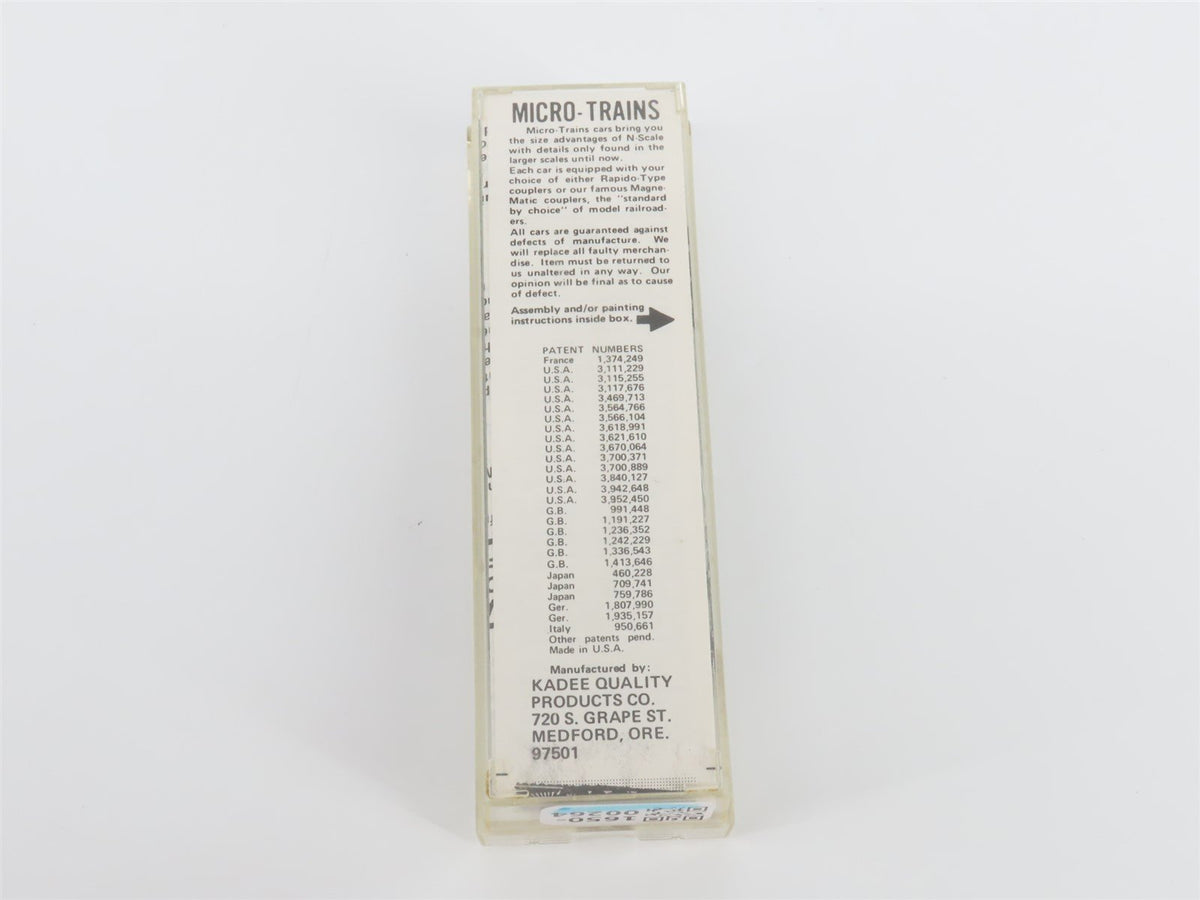 MICRO-TRAINS
Micro-Trains cars bring you
the size advantages of N-Scale
with details only found in the
larger scales until now.
Each car is equipped with your
choice of either Rapido-Type
couplers or our famous Magne-
Matic couplers, the "standard
by choice" of model railroad-
ers.
All cars are guaranteed against
defects of manufacture. We
will replace all faulty merchan-
dise. Item must be returned to
us unaltered in any way. Our
opinion will be final as to cause
of defect.
Assembly and/or painting
instructions inside box.
PATENT NUMBERS
France 1,374,249
U.S.A. 3,111,229
U.S.A. 3,115,255
U.S.A. 3,117,676
U.S.A. 3,469,713
U.S.A. 3,564,766
U.S.A. 3,566,104
U.S.A. 3,618,991
U.S.A. 3,621,610
U.S.A. 3,670,064
U.S.A. 3,700,371
U.S.A. 3,700,889
U.S.A. 3,840,127
U.S.A. 3,942,648
U.S.A. 3,952,450
G.B. 991,448
G.B. 1,191,227
G.B. 1,236,352
G.B. 1,242,229
G.B. 1,336,543
G.B. 1,413,646
Japan 460,228
Japan 709,741
Japan 759,786
Ger. 1,807,990
Ger. 1,935,157
Italy 950,661
Other patents pend.
Made in U.S.A.
Manufactured by:
KADEE QUALITY
PRODUCTS CO.
720 S. GRAPE ST.
MEDFORD, ORE.
97501
1650-
00264